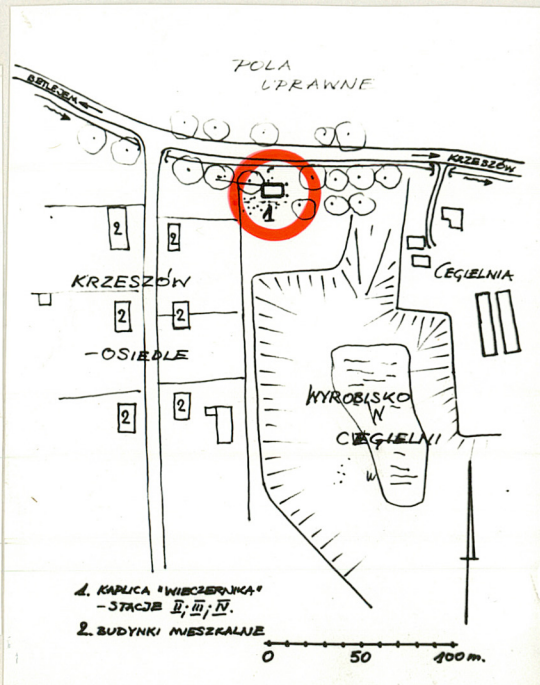 POLA
UPRAWNE
BETLEJEM
KRZESZÓW
1
2
2
KRZESZÓW
CEGIELNIA
2
2
-OSIEDLE
WYROBISKO
N
CEGIELNI
2
2
W
1. KAPLICA "WIECZERNIKA"
- STACJE II; III; IV.
2. BUDYNKI MIESZKALNE
0 50 100 m.